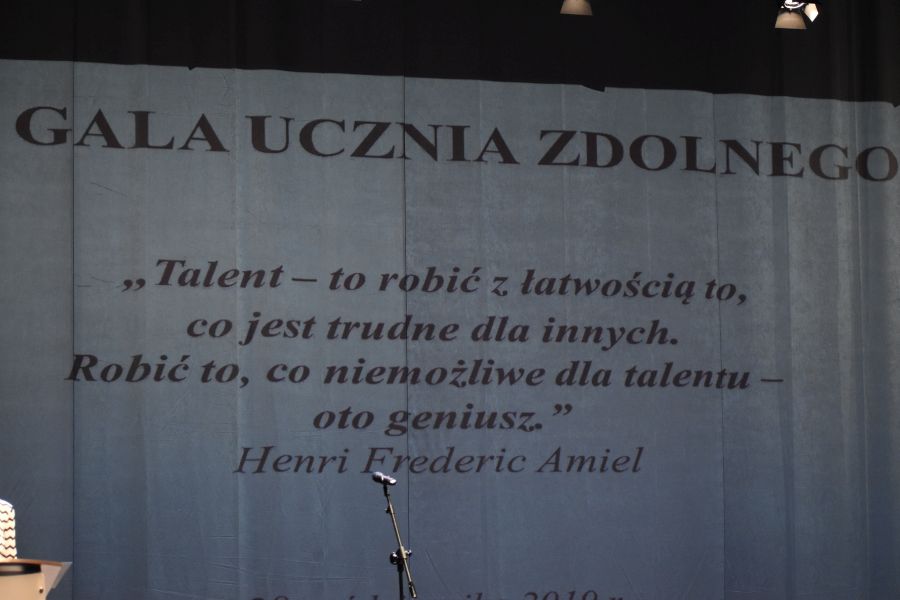 GALA UCZNIA ZDOLNEGO
„Talent – to robić z łatwością to,
co jest trudne dla innych.
Robić to, co niemożliwe dla talentu –
oto geniusz.”
Henri Frederic Amiel